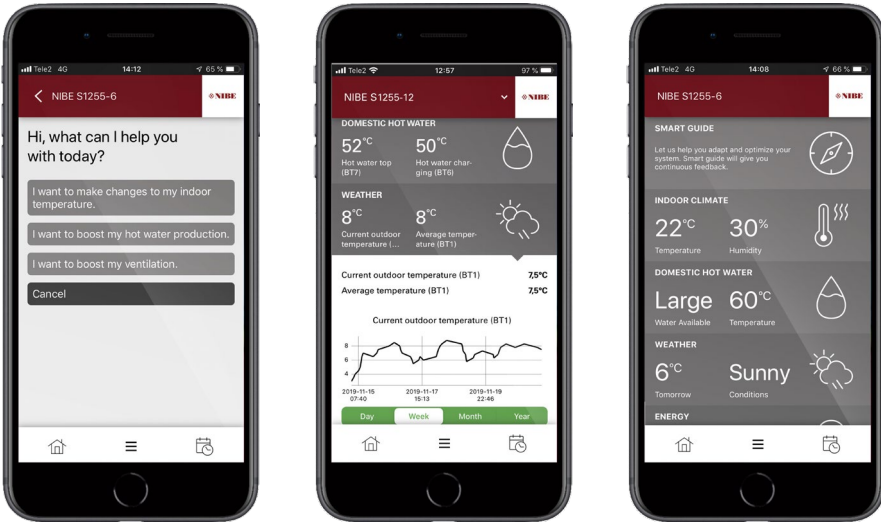 Tele2 4G 14:12 65 %
NIBE S1255-6 NIBE
Hi, what can I help you
with today?
I want to make changes to my indoor
temperature.
I want to boost my hot water production.
I want to boost my ventilation.
Cancel
Tele2 12:57 97 %
NIBE S1255-12 NIBE
DOMESTIC HOT WATER
52°C 50°C
Hot water top Hot water char-
(BT7) ging (BT6)
WEATHER
8°C 8°C
Current outdoor Average temper-
temperature (... ature (BT1)
Current outdoor temperature (BT1) 7,5°C
Average temperature (BT1) 7,5°C
Current outdoor temperature (BT1)
8
6
4
2019-11-15 2019-11-17 2019-11-19
07:40 15:13 22:46
Day Week Month Year
Tele2 4G 14:08 66 %
NIBE S1255-6 NIBE
SMART GUIDE
Let us help you adapt and optimize your
system. Smart guide will give you
continuous feedback.
INDOOR CLIMATE
22°C 30%
Temperature Humidity
DOMESTIC HOT WATER
Large 60°C
Water Available Temperature
WEATHER
6°C Sunny
Tomorrow Conditions
ENERGY